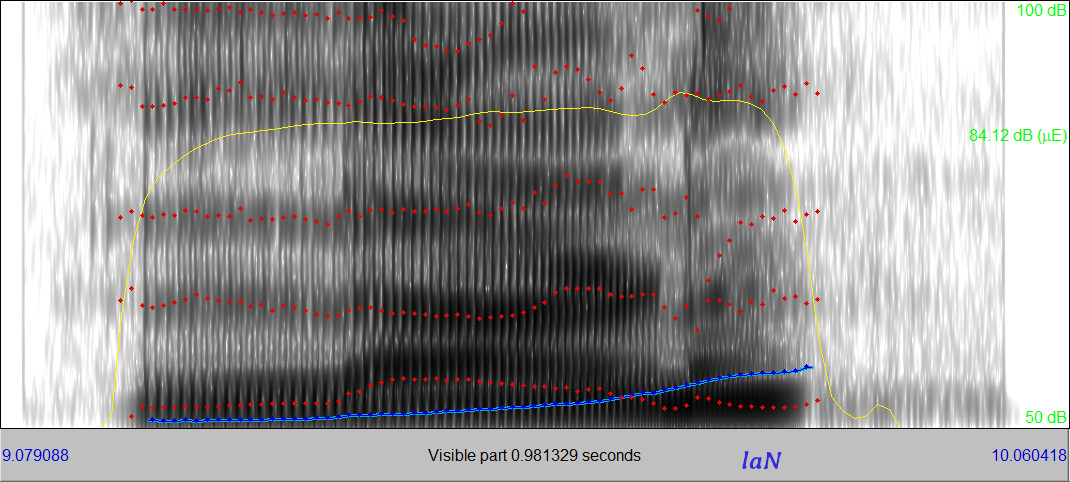 100 dB
84.12 dB (µE)
50 dB
9.079088 Visible part 0.981329 seconds laN 10.060418